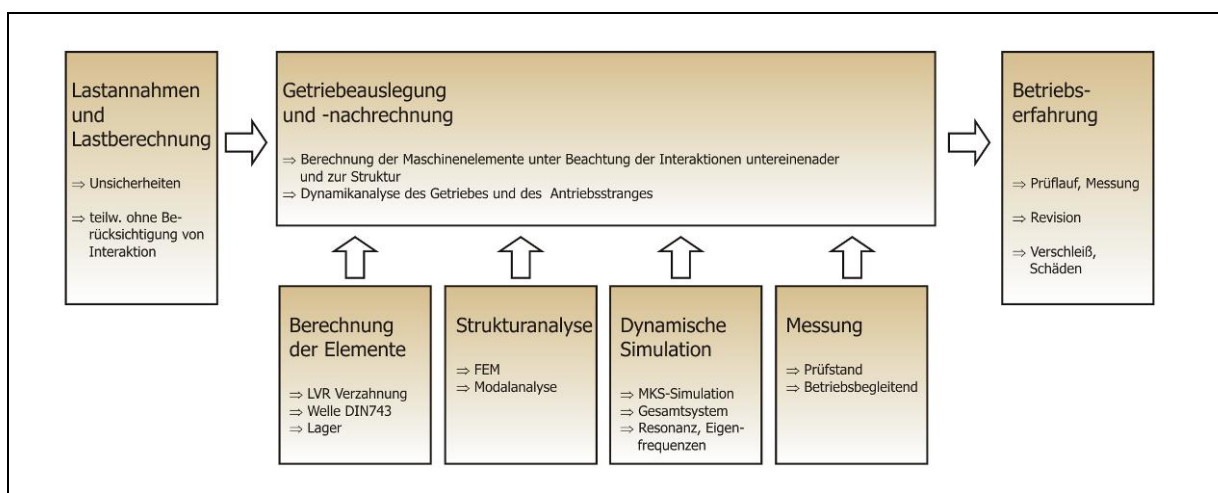 Lastannahmen
und
Lastberechnung
⇒ Unsicherheiten
⇒ teilw. ohne Be-
rücksichtigung von
Interaktion
Getriebeauslegung
und -nachrechnung
⇒ Berechnung der Maschinenelemente unter Beachtung der Interaktionen untereinenader
und zur Struktur
⇒ Dynamikanalyse des Getriebes und des Antriebsstranges
Betriebs-
erfahrung
⇒ Prüflauf, Messung
⇒ Revision
⇒ Verschleiß,
Schäden
Berechnung
der Elemente
⇒ LVR Verzahnung
⇒ Welle DIN743
⇒ Lager
Strukturanalyse
⇒ FEM
⇒ Modalanalyse
Dynamische
Simulation
⇒ MKS-Simulation
⇒ Gesamtsystem
⇒ Resonanz, Eigen-
frequenzen
Messung
⇒ Prüfstand
⇒ Betriebsbegleitend